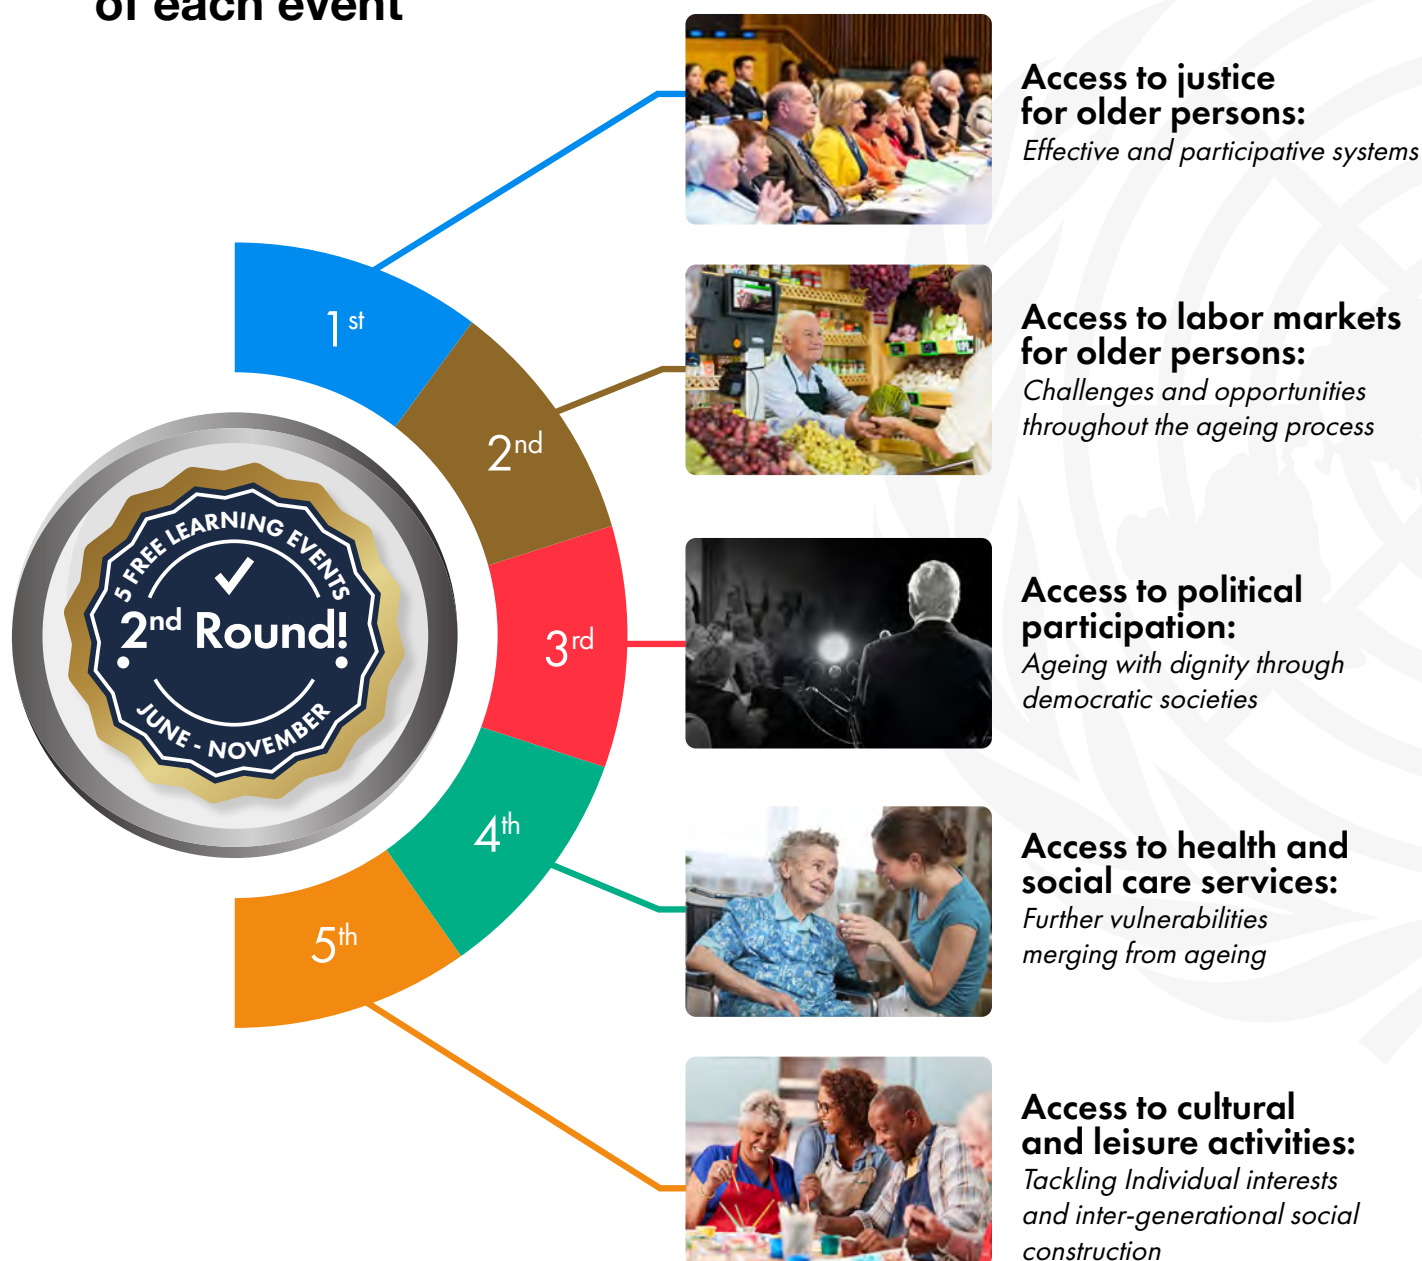 of each event
1st
2nd
3rd
4th
5th
5 FREE LEARNING EVENTS
2nd Round!
JUNE - NOVEMBER
Access to justice
for older persons:
Effective and participative systems
Access to labor markets
for older persons:
Challenges and opportunities
throughout the ageing process
Access to political
participation:
Ageing with dignity through
democratic societies
Access to health and
social care services:
Further vulnerabilities
merging from ageing
Access to cultural
and leisure activities:
Tackling Individual interests
and inter-generational social
construction